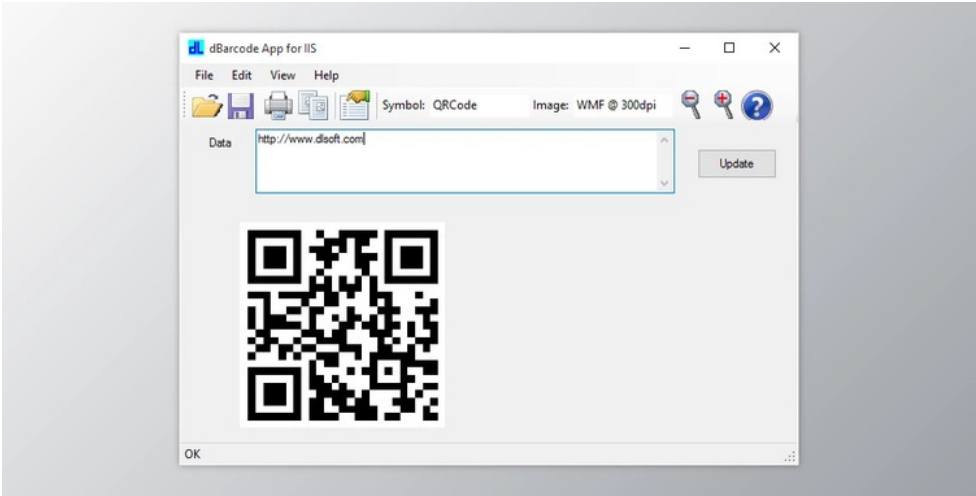 dL dBarcode App for IIS
File Edit View Help
Symbol: QRCode Image: WMF @ 300dpi
Data http://www.dlsoft.com
Update
OK